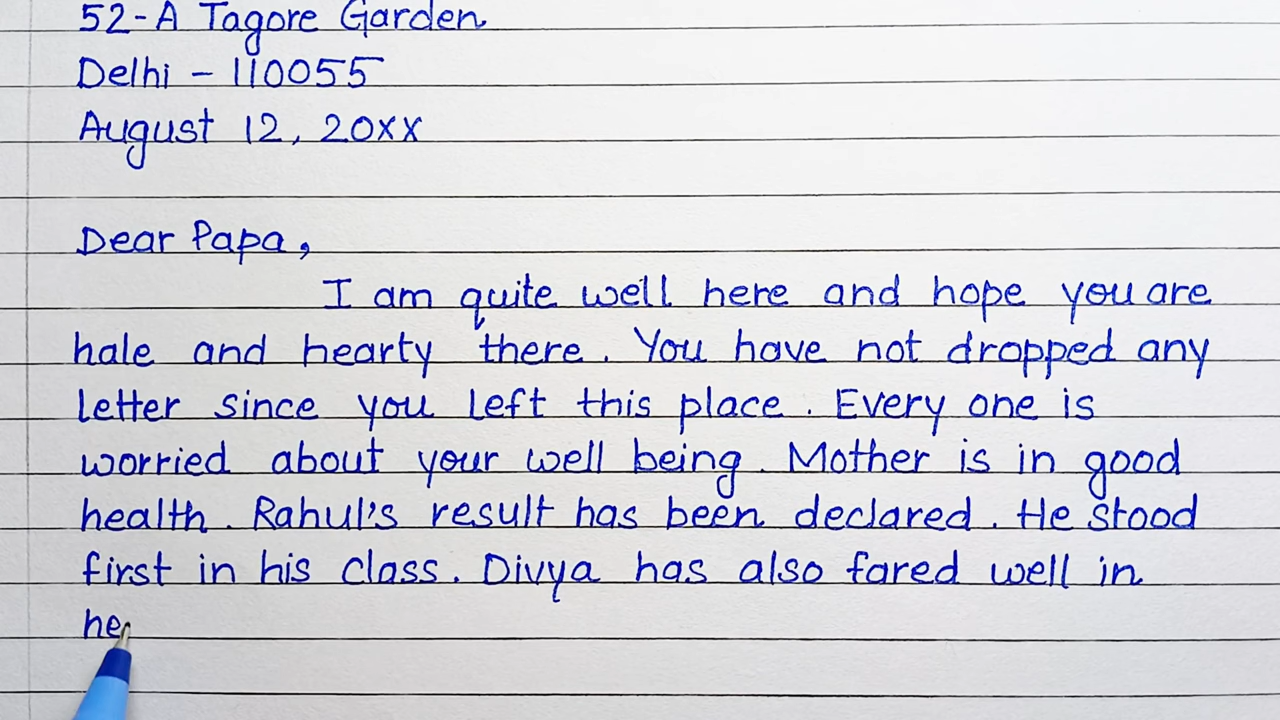 52-A Tagore Garden
Delhi - 110055
August 12, 20xx
Dear Papa,
I am quite well here and hope you are
hale and hearty there. You have not dropped any
letter since you left this place. Every one is
worried about your well being. Mother is in good
health. Rahul's result has been declared. He stood
first in his class. Divya has also fared well in
he